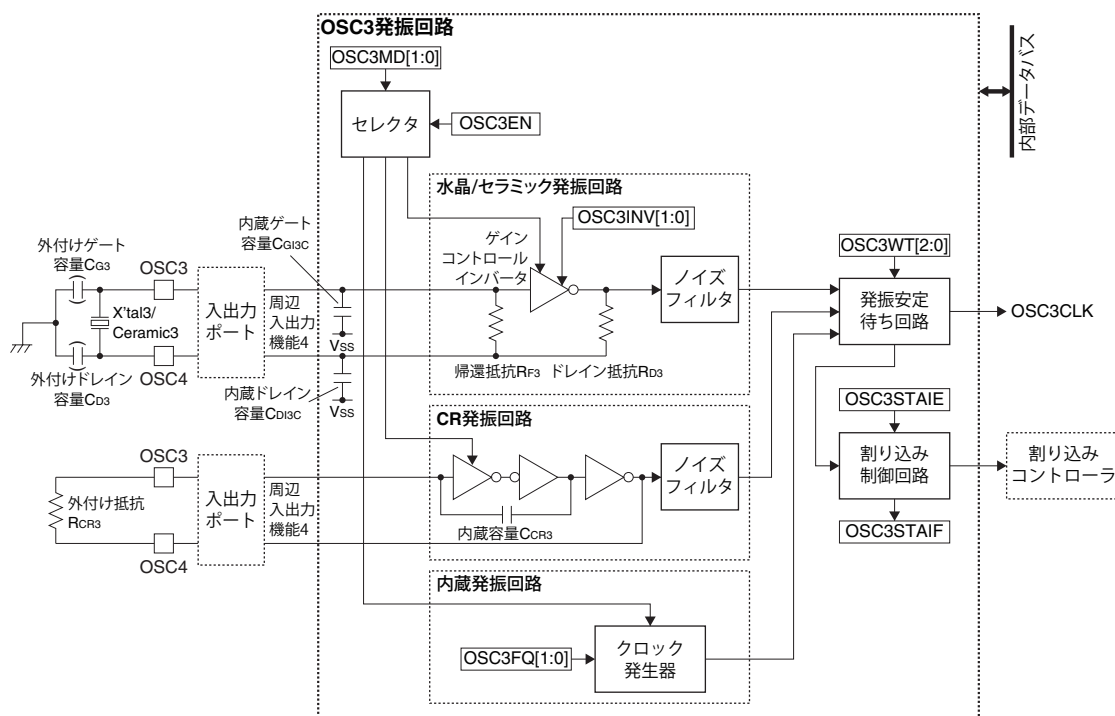 OSC3発振回路
OSC3MD[1:0]
セレクタ
OSC3EN
内部データバス
水晶/セラミック発振回路
OSC3INV[1:0]
ゲイン
コントロール
インバータ
ノイズ
フィルタ
帰還抵抗RF3
ドレイン抵抗RD3
内蔵ゲート
容量CGI3C
VSS
内蔵ドレイン
容量CDI3C
VSS
外付けゲート
容量CG3
OSC3
X'tal3/
Ceramic3
OSC4
外付けドレイン
容量CD3
入出力
ポート
周辺
入出力
機能4
OSC3WT[2:0]
発振安定
待ち回路
OSC3CLK
OSC3STAIE
割り込み
制御回路
OSC3STAIF
割り込み
コントローラ
CR発振回路
ノイズ
フィルタ
内蔵容量CCR3
OSC3
外付け抵抗
RCR3
OSC4
入出力
ポート
周辺
入出力
機能4
内蔵発振回路
OSC3FQ[1:0]
クロック
発生器